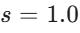 s = 1.0